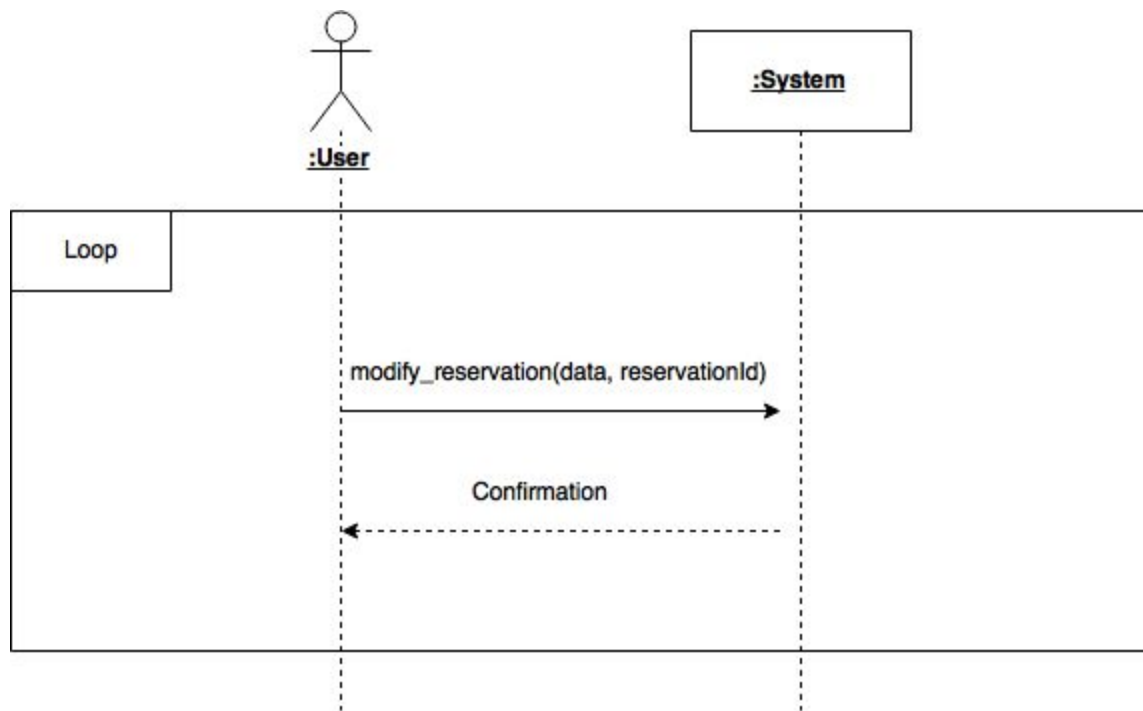 :System
:User
Loop
modify_reservation(data, reservationId)
Confirmation